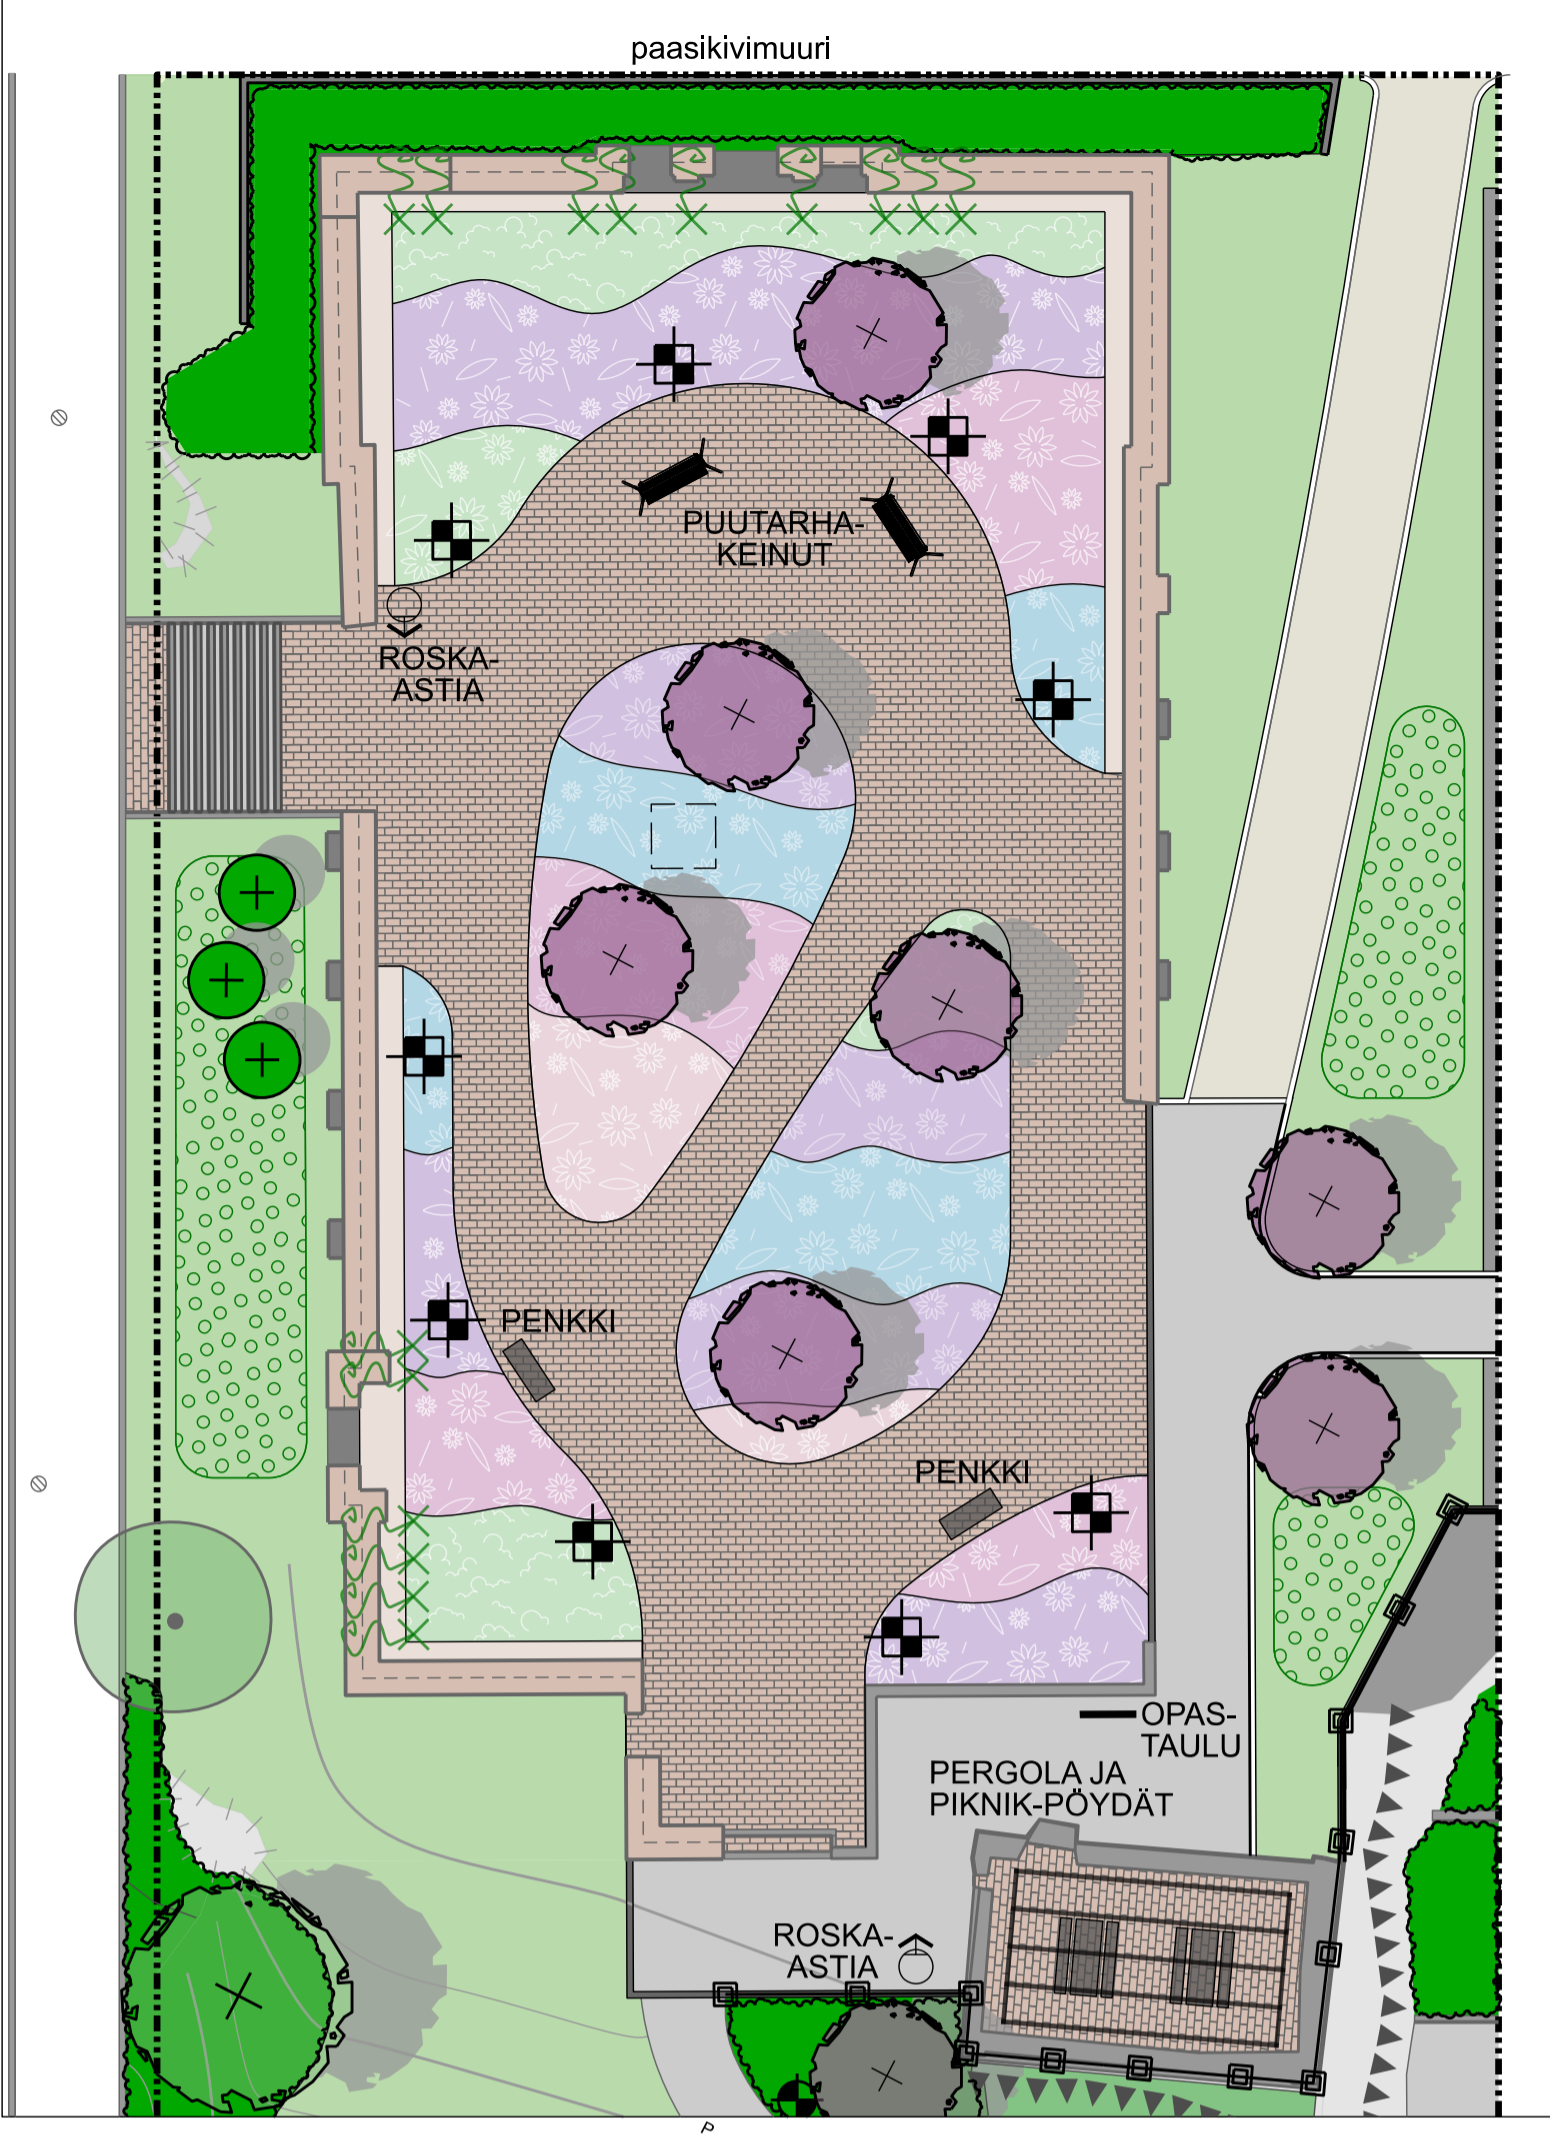 paasikivimuuri
PUUTARHA-
KEINUT
ROSKA-
ASTIA
PENKKI
PENKKI
OPAS-
TAULU
PERGOLA JA
PIKNIK-PÖYDÄT
ROSKA-
ASTIA
P